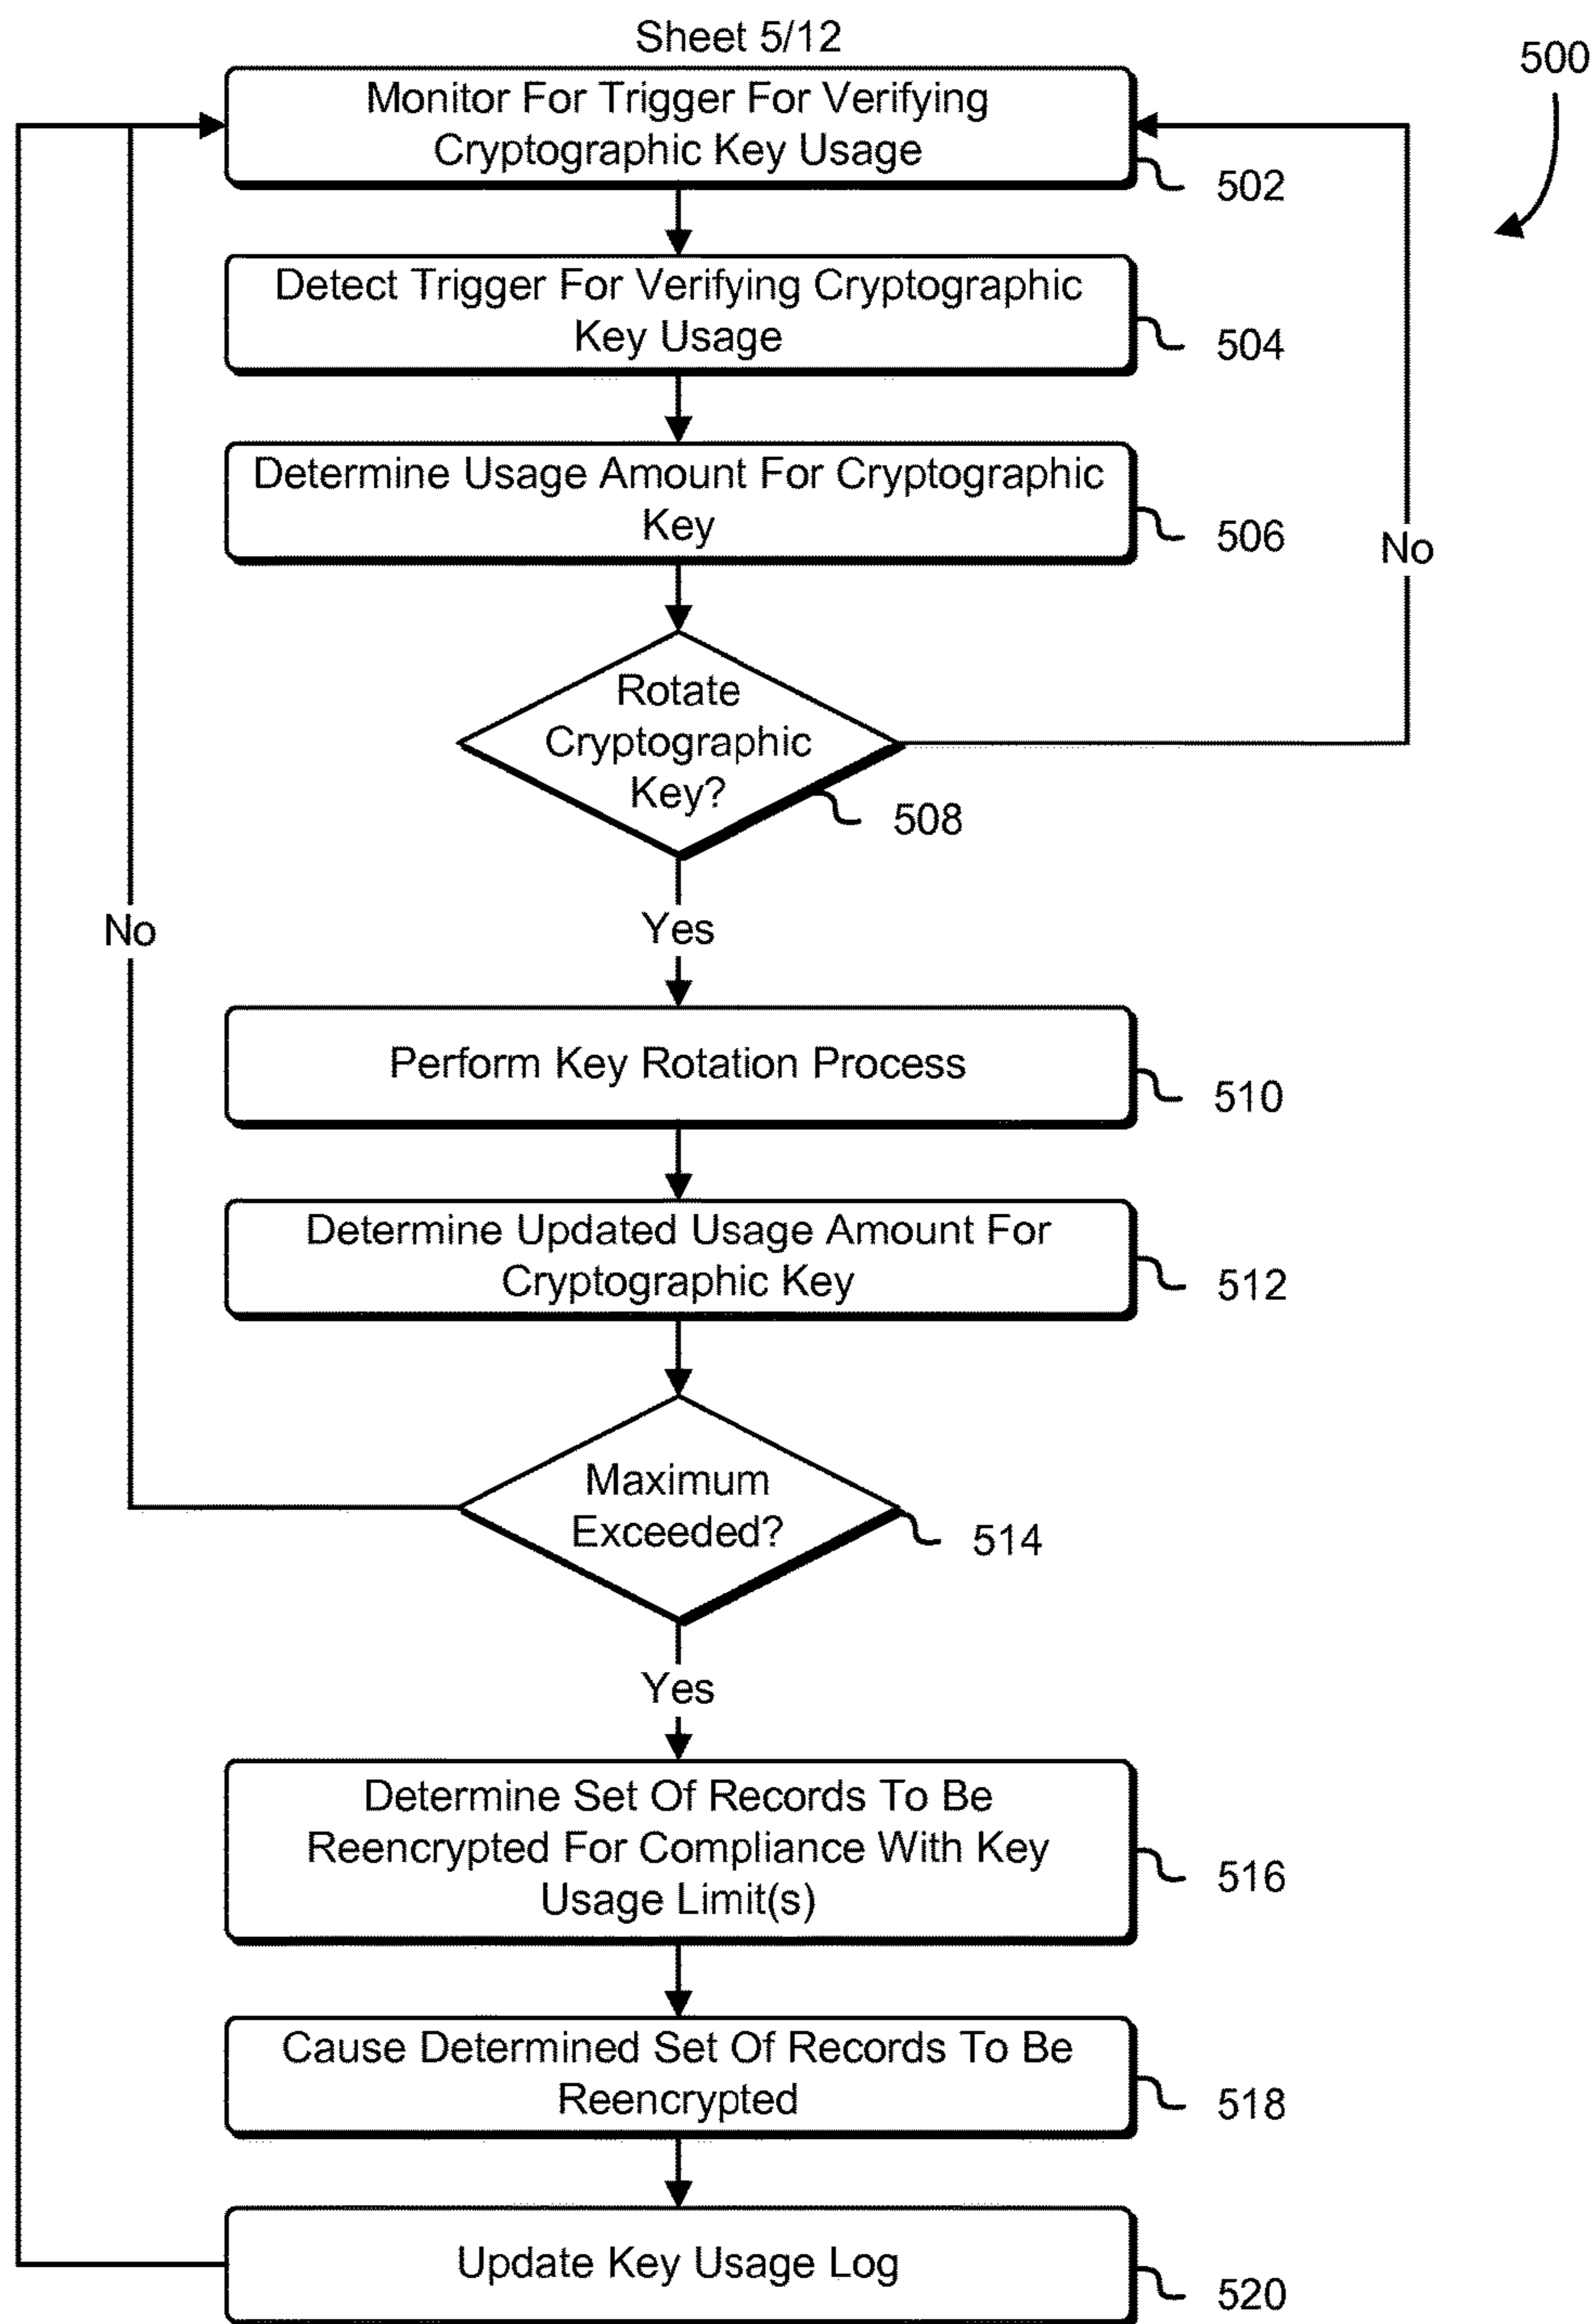 Sheet 5/12
500
Monitor For Trigger For Verifying
Cryptographic Key Usage
502
Detect Trigger For Verifying Cryptographic
Key Usage
504
Determine Usage Amount For Cryptographic
Key
506
No
Rotate
Cryptographic
Key?
508
No
Yes
Perform Key Rotation Process
510
Determine Updated Usage Amount For
Cryptographic Key
512
Maximum
Exceeded?
514
Yes
Determine Set Of Records To Be
Reencrypted For Compliance With Key
Usage Limit(s)
516
Cause Determined Set Of Records To Be
Reencrypted
518
Update Key Usage Log
520